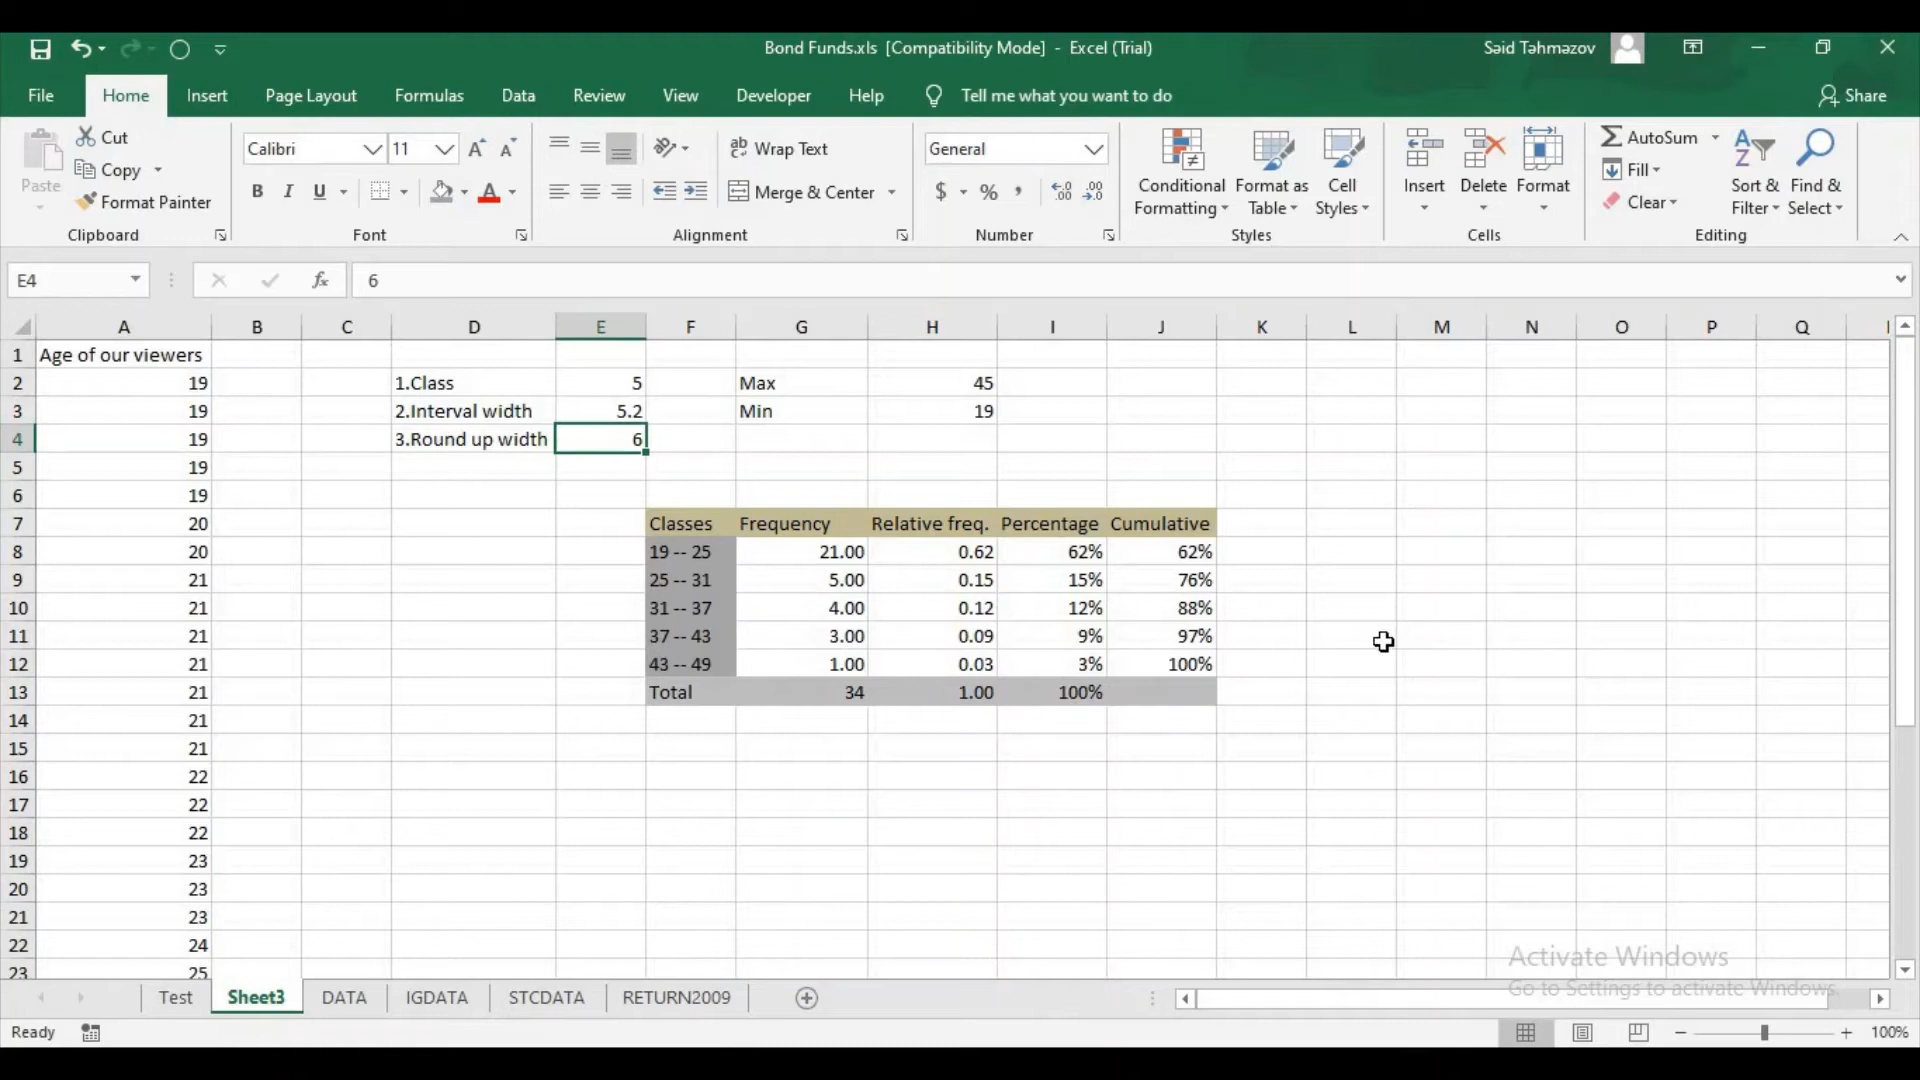 Bond Funds.xls [Compatibility Mode] - Excel (Trial)
Səid Təhməzov
File Home Insert Page Layout Formulas Data Review View Developer Help Tell me what you want to do Share
Cut
Copy
Format Painter
Paste
Clipboard
Calibri 11
B I U
Font
Wrap Text
Merge & Center
Alignment
General
$ % ,
Number
Conditional Formatting
Format as Table
Cell Styles
Styles
Insert Delete Format
Cells
AutoSum
Fill
Clear
Sort & Filter
Find & Select
Editing
E4 fx 6
A B C D E F G H I J K L M N O P Q
1 Age of our viewers
2 19 1.Class 5 Max 45
3 19 2.Interval width 5.2 Min 19
4 19 3.Round up width 6
5 19
6 19
7 20 Classes Frequency Relative freq. Percentage Cumulative
8 20 19 -- 25 21.00 0.62 62% 62%
9 21 25 -- 31 5.00 0.15 15% 76%
10 21 31 -- 37 4.00 0.12 12% 88%
11 21 37 -- 43 3.00 0.09 9% 97%
12 21 43 -- 49 1.00 0.03 3% 100%
13 21 Total 34 1.00 100%
14 21
15 21
16 22
17 22
18 22
19 23
20 23
21 23
22 24
23 25
Activate Windows
Go to Settings to activate Windows.
Test Sheet3 DATA IGDATA STCDATA RETURN2009
Ready 100%